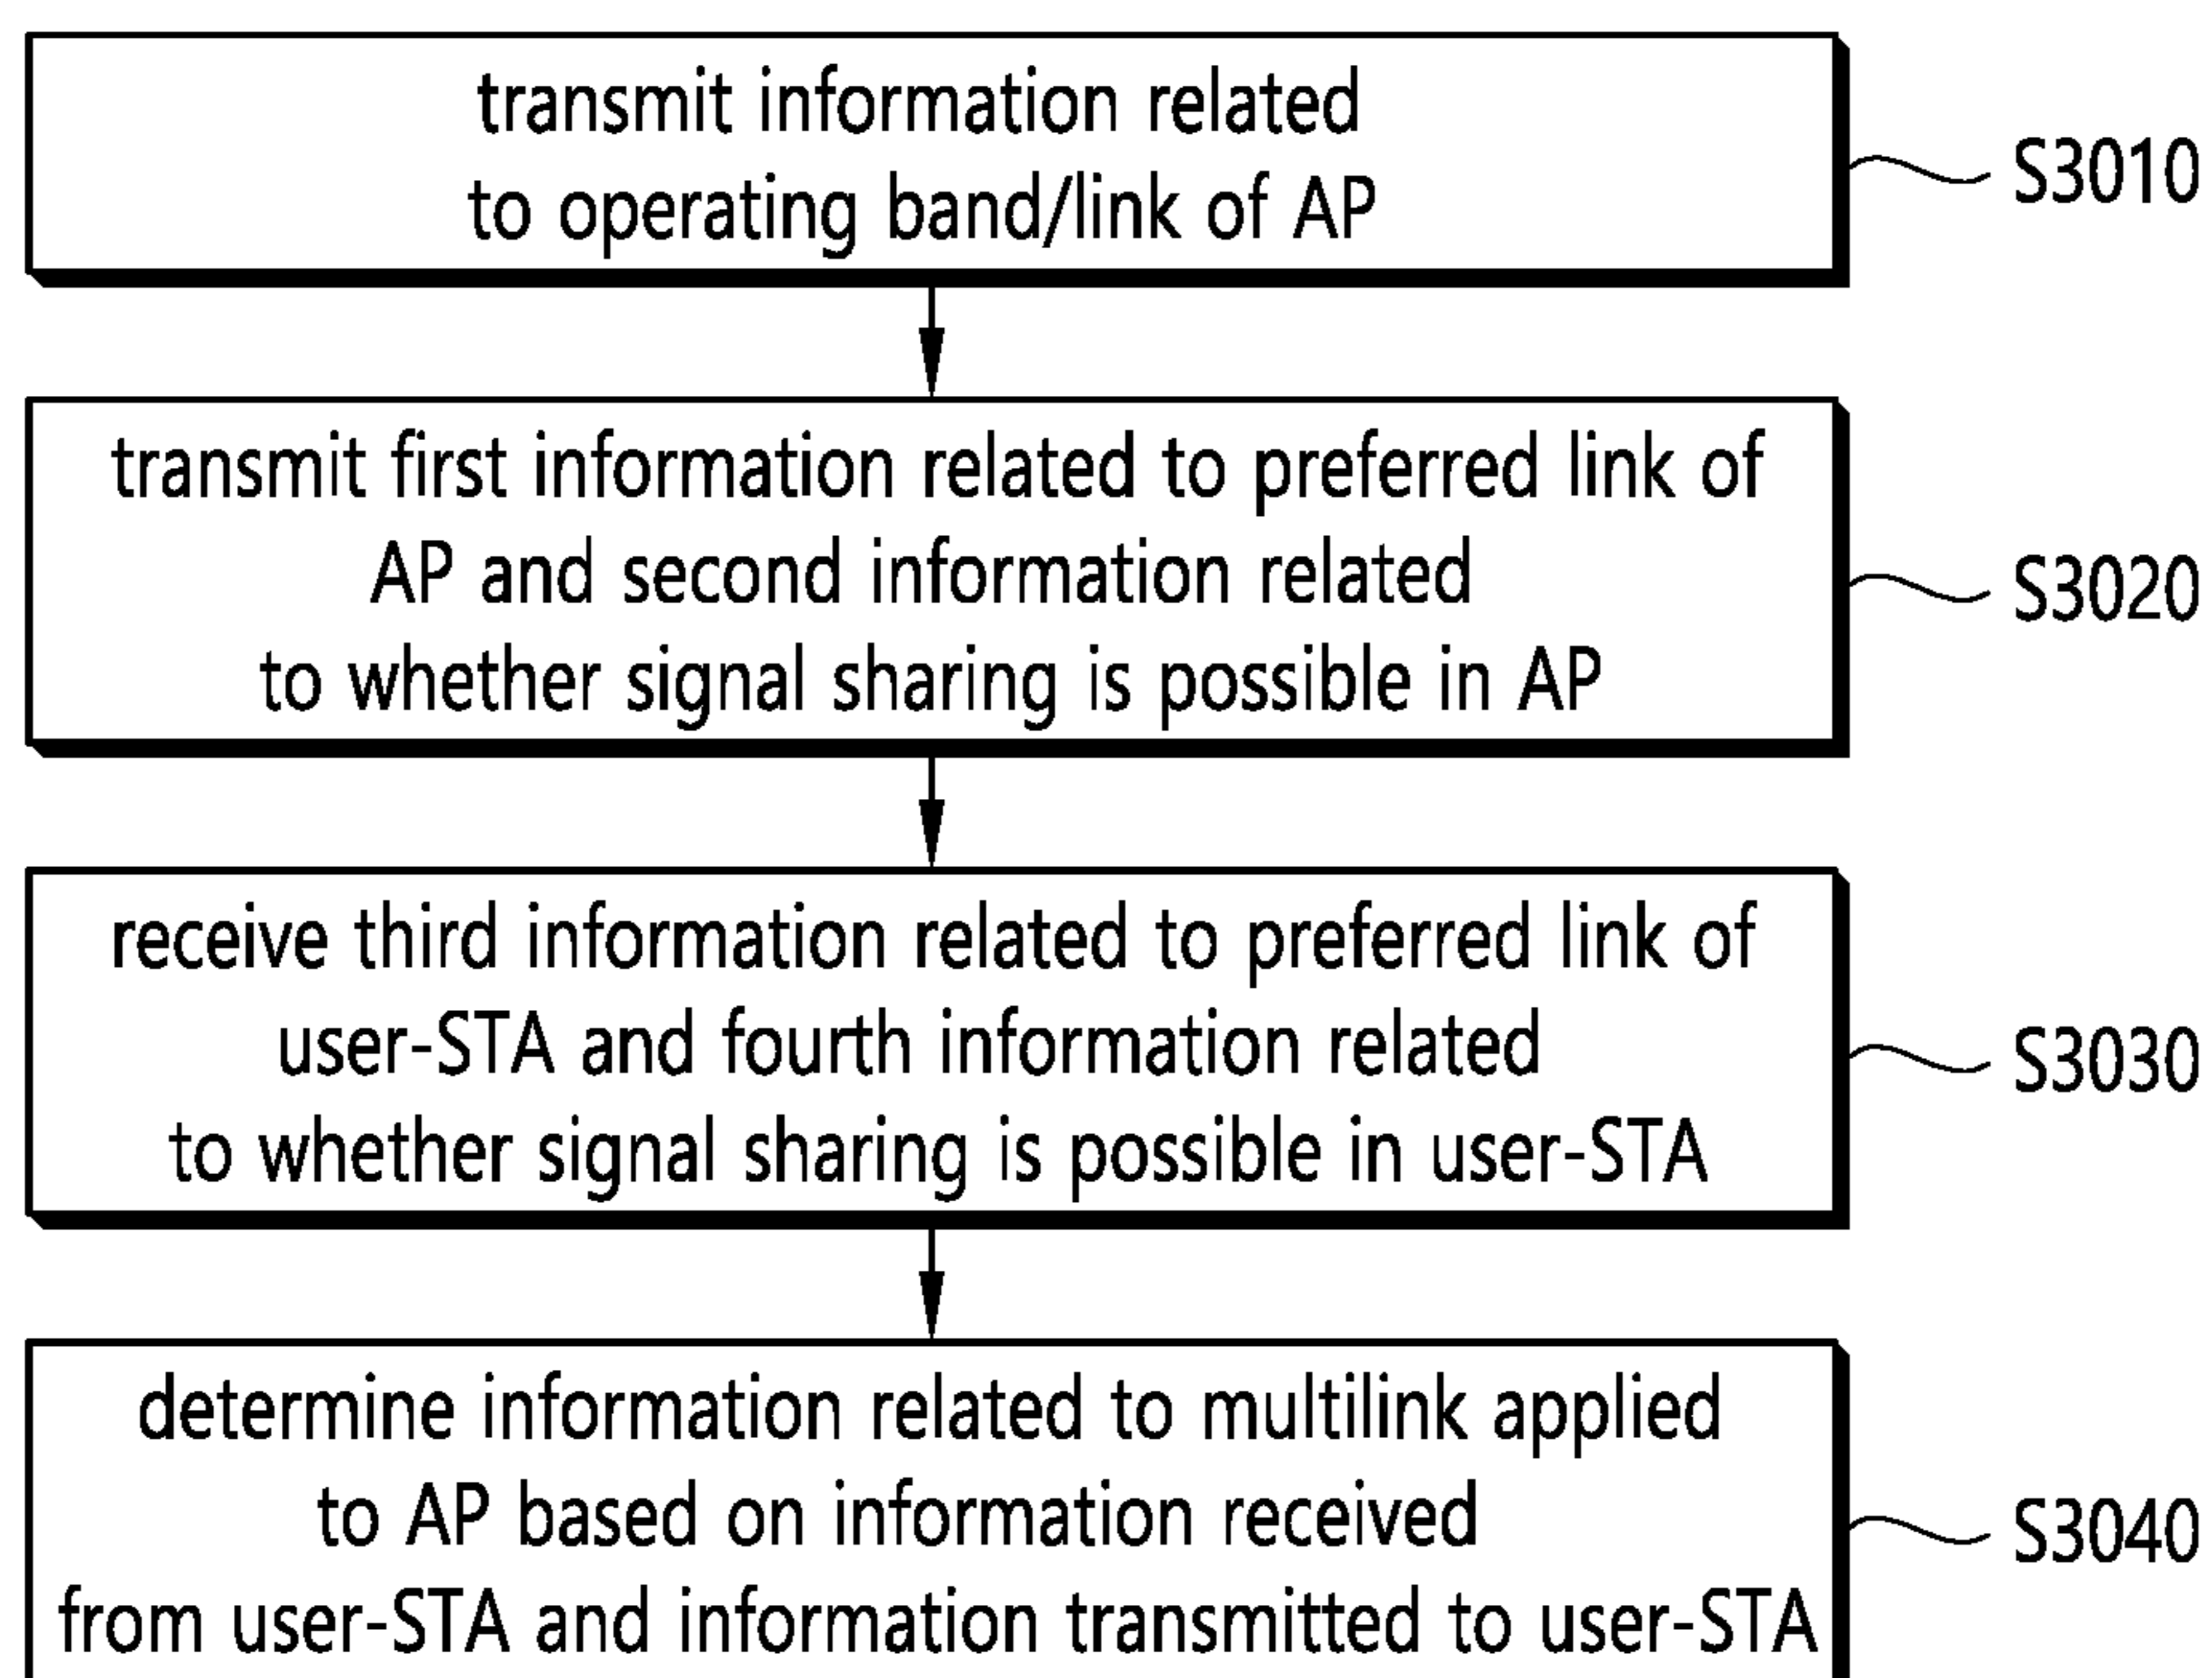 transmit information related
to operating band/link of AP
S3010
transmit first information related to preferred link of
AP and second information related
to whether signal sharing is possible in AP
S3020
receive third information related to preferred link of
user-STA and fourth information related
to whether signal sharing is possible in user-STA
S3030
determine information related to multilink applied
to AP based on information received
from user-STA and information transmitted to user-STA
S3040